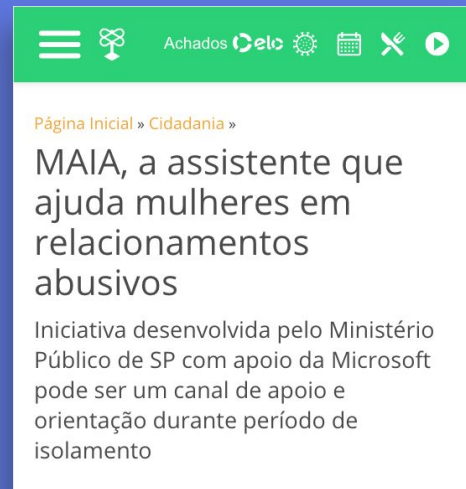 Achados elo
Página Inicial » Cidadania »
MAIA, a assistente que
ajuda mulheres em
relacionamentos
abusivos
Iniciativa desenvolvida pelo Ministério
Público de SP com apoio da Microsoft
pode ser um canal de apoio e
orientação durante período de
isolamento